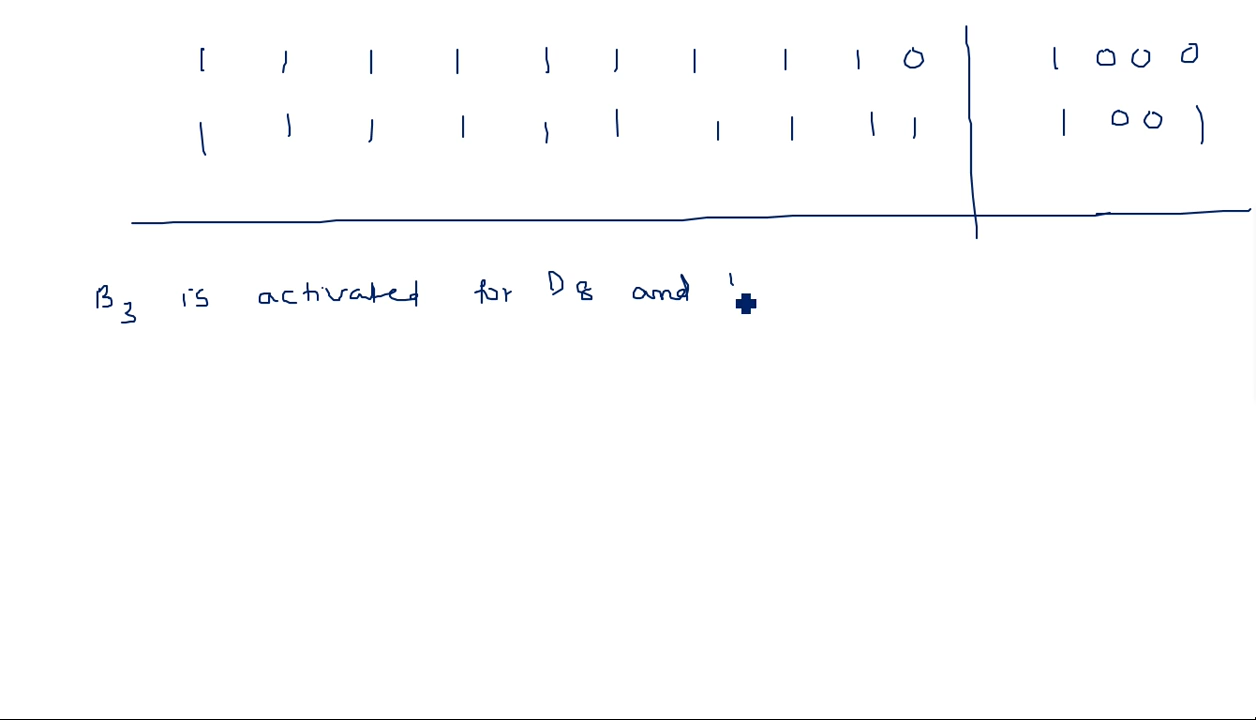 1 1 1 1 1 1 1 1 1 0 1 0 0 0
1 1 1 1 1 1 1 1 1 1 1 0 0 1
B3 is activated for D8 and